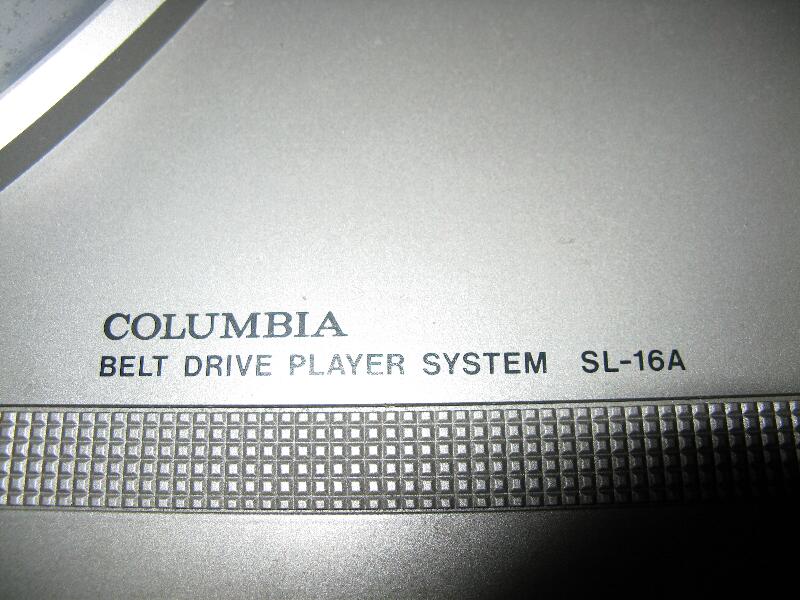 COLUMBIA
BELT DRIVE PLAYER SYSTEM SL-16A